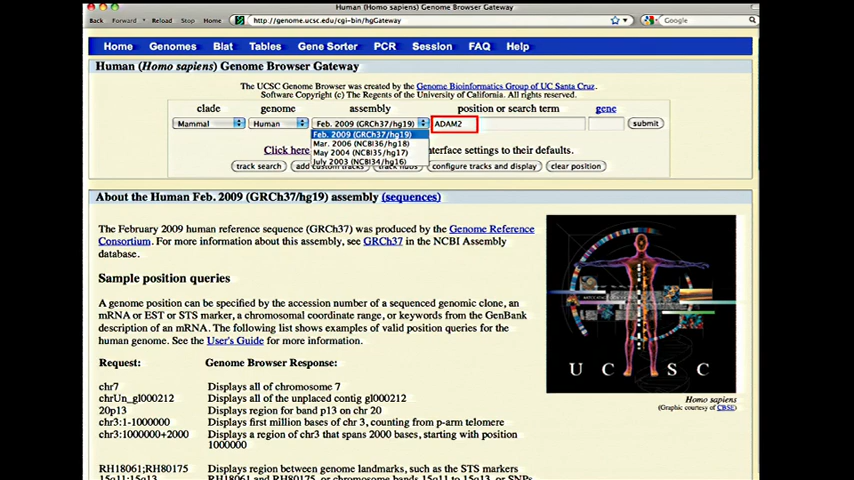 Human (Homo sapiens) Genome Browser Gateway
Back Forward Reload Stop Home http://genome.ucsc.edu/cgi-bin/hgGateway Google
Home Genomes Blat Tables Gene Sorter PCR Session FAQ Help
Human (Homo sapiens) Genome Browser Gateway
The UCSC Genome Browser was created by the Genome Bioinformatics Group of UC Santa Cruz.
Software Copyright (c) The Regents of the University of California. All rights reserved.
clade genome assembly position or search term gene
Mammal Human Feb. 2009 (GRCh37/hg19) ADAM2 submit
Feb. 2009 (GRCh37/hg19)
Mar. 2006 (NCBI36/hg18)
May 2004 (NCBI35/hg17)
July 2003 (NCBI34/hg16)
Click here interface settings to their defaults.
track search add custom tracks track hubs configure tracks and display clear position
About the Human Feb. 2009 (GRCh37/hg19) assembly (sequences)
The February 2009 human reference sequence (GRCh37) was produced by the Genome Reference
Consortium. For more information about this assembly, see GRCh37 in the NCBI Assembly
database.
Sample position queries
A genome position can be specified by the accession number of a sequenced genomic clone, an
mRNA or EST or STS marker, a chromosomal coordinate range, or keywords from the GenBank
description of an mRNA. The following list shows examples of valid position queries for the
human genome. See the User's Guide for more information.
UCSC
Homo sapiens
(Graphic courtesy of CBSE)
Request: Genome Browser Response:
chr7 Displays all of chromosome 7
chrUn_gl000212 Displays all of the unplaced contig gl000212
20p13 Displays region for band p13 on chr 20
chr3:1-1000000 Displays first million bases of chr 3, counting from p-arm telomere
chr3:1000000+2000 Displays a region of chr3 that spans 2000 bases, starting with position
1000000
RH18061;RH80175 Displays region between genome landmarks, such as the STS markers
15q11;15q13 RH18061 and RH80175, or chromosome bands 15q11 to 15q13, or SNPs